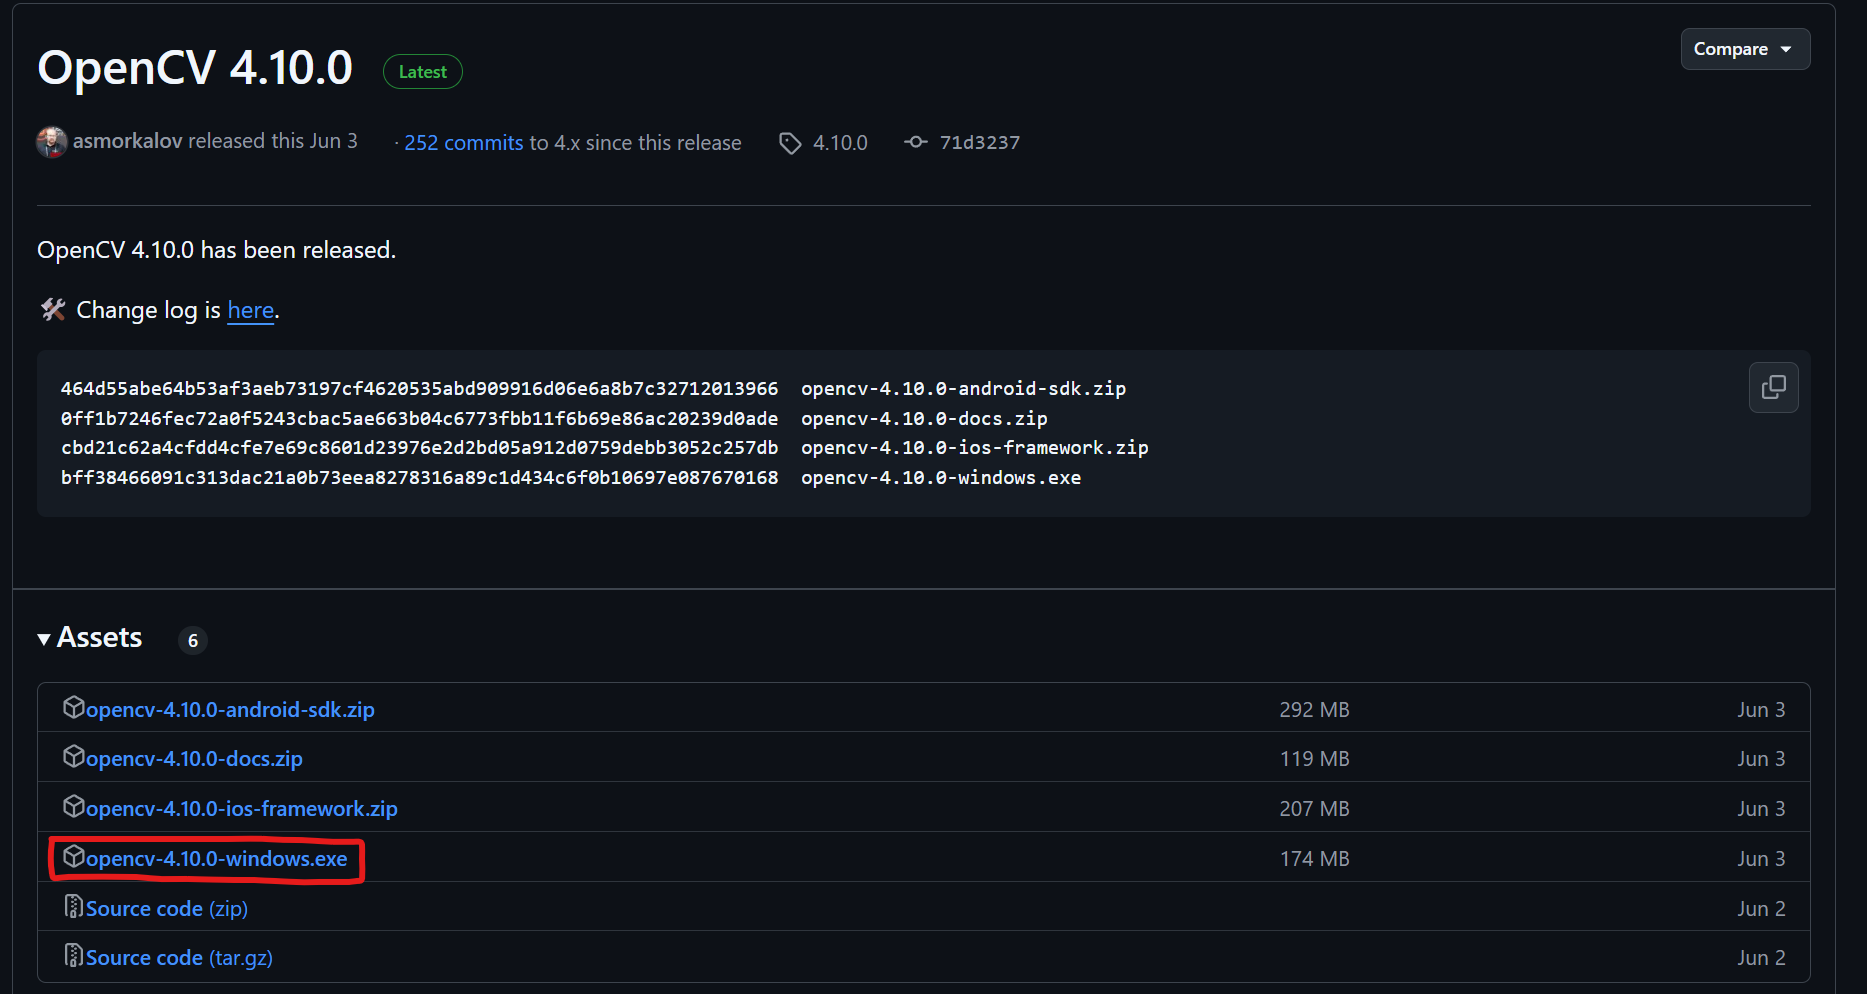 OpenCV 4.10.0 Latest Compare
asmorkalov released this Jun 3 · 252 commits to 4.x since this release 4.10.0 71d3237
OpenCV 4.10.0 has been released.
🛠 Change log is here.
464d55abe64b53af3aeb73197cf4620535abd909916d06e6a8b7c32712013966 opencv-4.10.0-android-sdk.zip
0ff1b7246fec72a0f5243cbac5ae663b04c6773fbb11f6b69e86ac20239d0ade opencv-4.10.0-docs.zip
cbd21c62a4cfdd4cfe7e69c8601d23976e2d2bd05a912d0759debb3052c257db opencv-4.10.0-ios-framework.zip
bff38466091c313dac21a0b73eea8278316a89c1d434c6f0b10697e087670168 opencv-4.10.0-windows.exe
Assets 6
opencv-4.10.0-android-sdk.zip 292 MB Jun 3
opencv-4.10.0-docs.zip 119 MB Jun 3
opencv-4.10.0-ios-framework.zip 207 MB Jun 3
opencv-4.10.0-windows.exe 174 MB Jun 3
Source code (zip) Jun 2
Source code (tar.gz) Jun 2